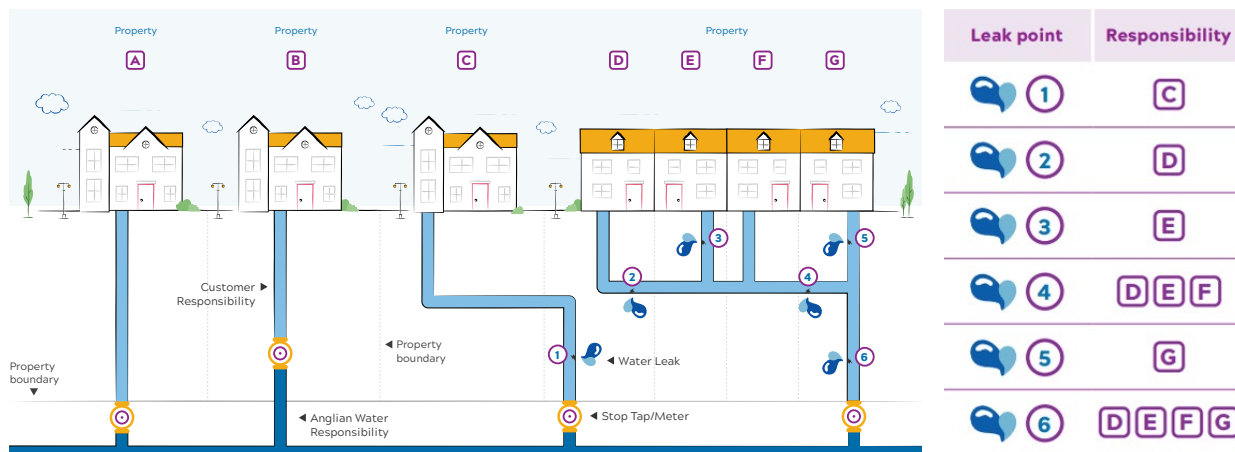 Property
Property
Property
Property
A
B
C
D
E
F
G
3
5
2
4
Customer
Responsibility
Property
boundary
1
Water Leak
6
Property
boundary
Anglian Water
Responsibility
Stop Tap/Meter
Leak point Responsibility
1 C
2 D
3 E
4 D E F
5 G
6 D E F G